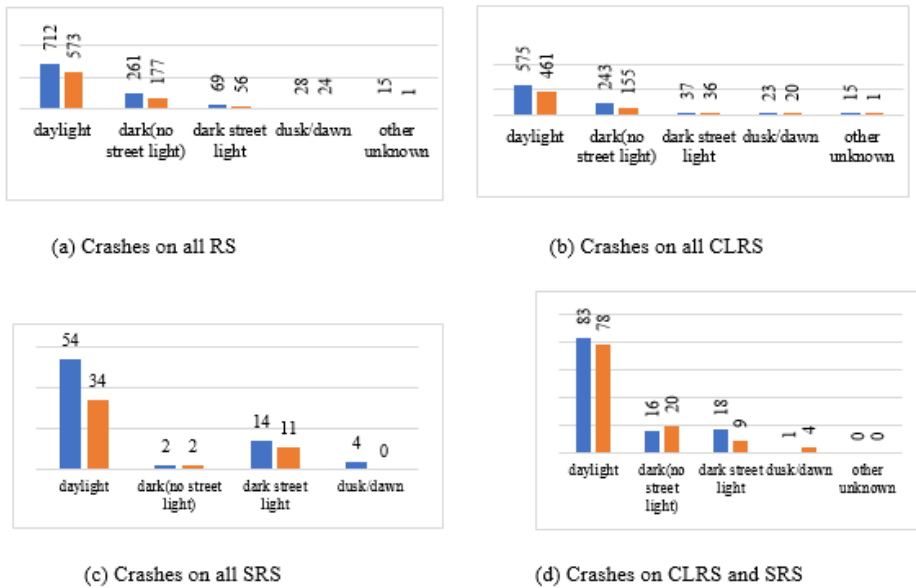 712
573
261
177
69
56
28
24
15
1
daylight
dark(no
street light)
dark street
light
dusk/dawn
other
unknown
(a) Crashes on all RS
575
461
243
155
37
36
23
20
15
1
daylight
dark(no
street light)
dark street
light
dusk/dawn
other
unknown
(b) Crashes on all CLRS
54
34
2
2
14
11
4
0
daylight
dark(no street
light)
dark street
light
dusk/dawn
(c) Crashes on all SRS
83
78
16
20
18
9
1
4
0
0
daylight
dark(no
street
light)
dark street
light
dusk/dawn
other
unknown
(d) Crashes on CLRS and SRS